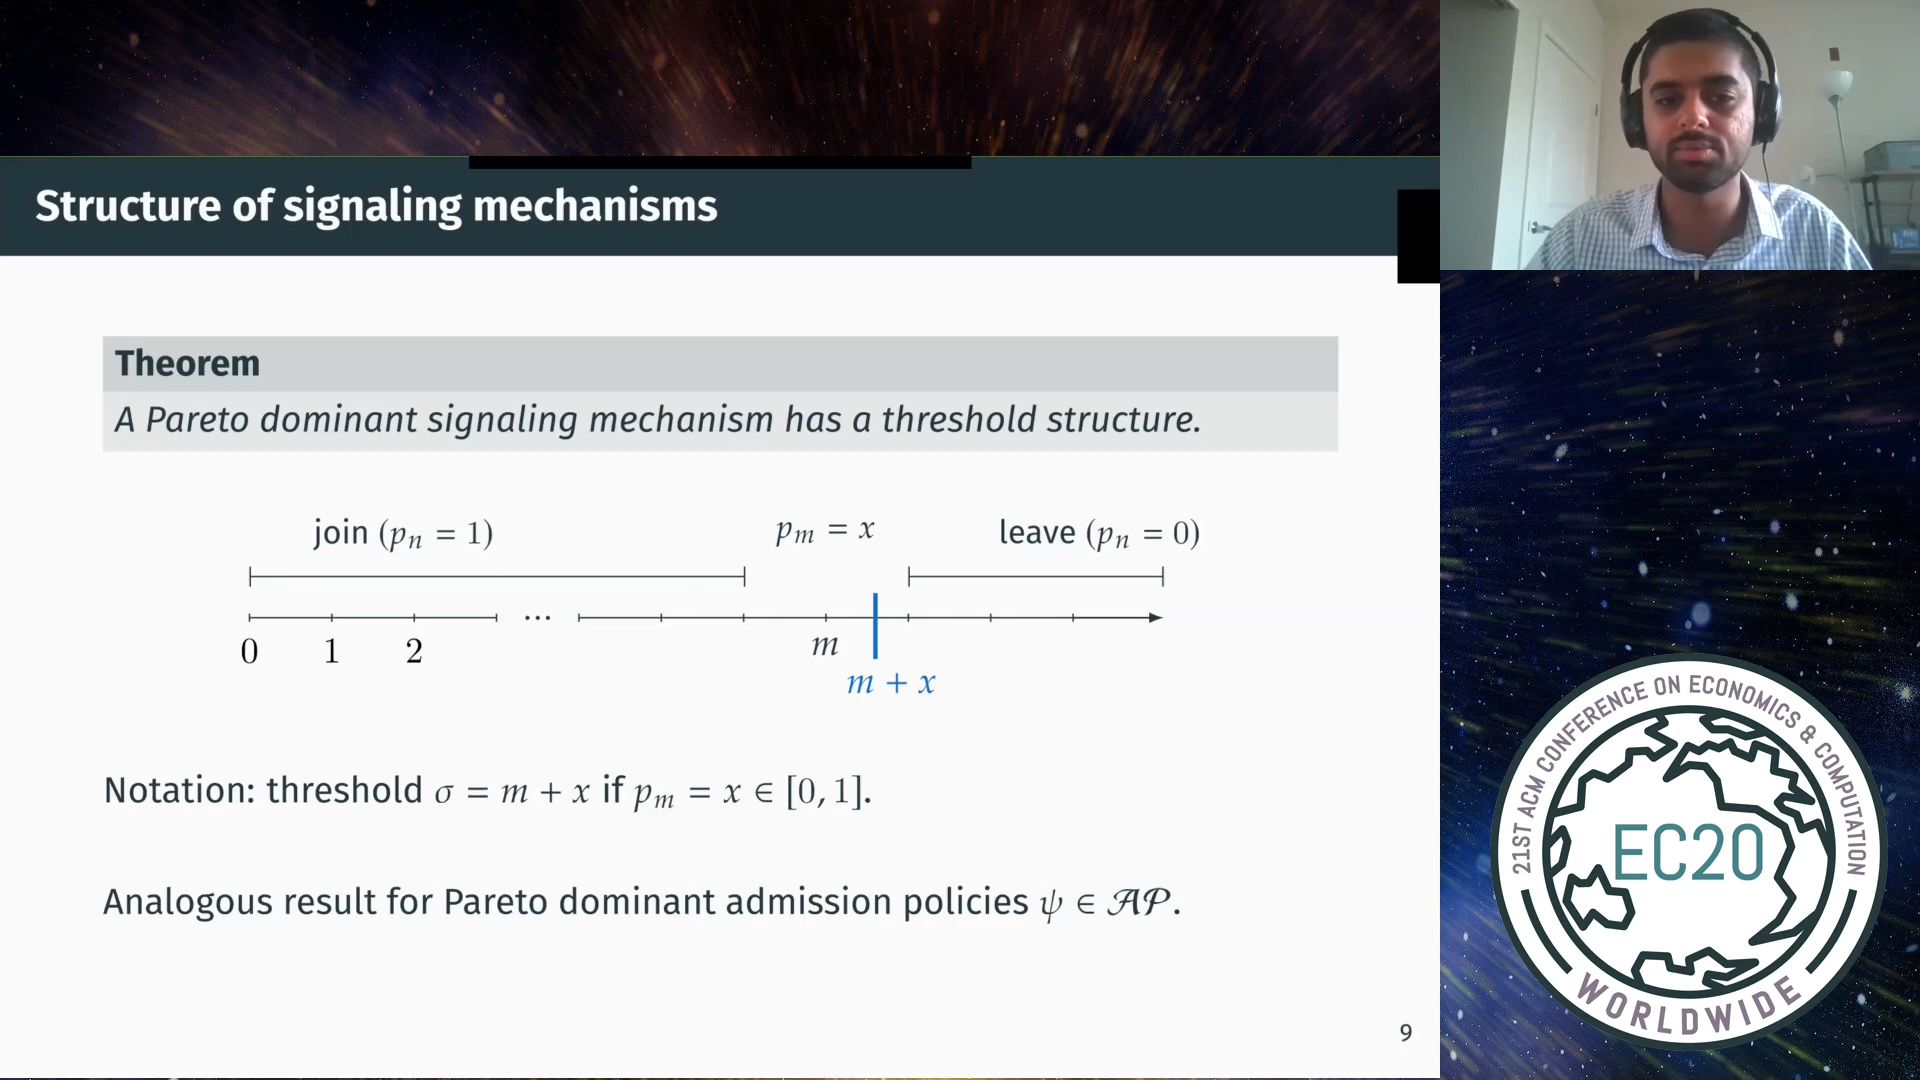 Structure of signaling mechanisms
Theorem
A Pareto dominant signaling mechanism has a threshold structure.
join (pₙ = 1)
pₘ = x
leave (pₙ = 0)
0 1 2 ... m
m + x
Notation: threshold σ = m + x if pₘ = x ∈ [0, 1].
Analogous result for Pareto dominant admission policies ψ ∈ 𝒜𝒫.
9
21ST ACM CONFERENCE ON ECONOMICS & COMPUTATION
EC20
WORLDWIDE